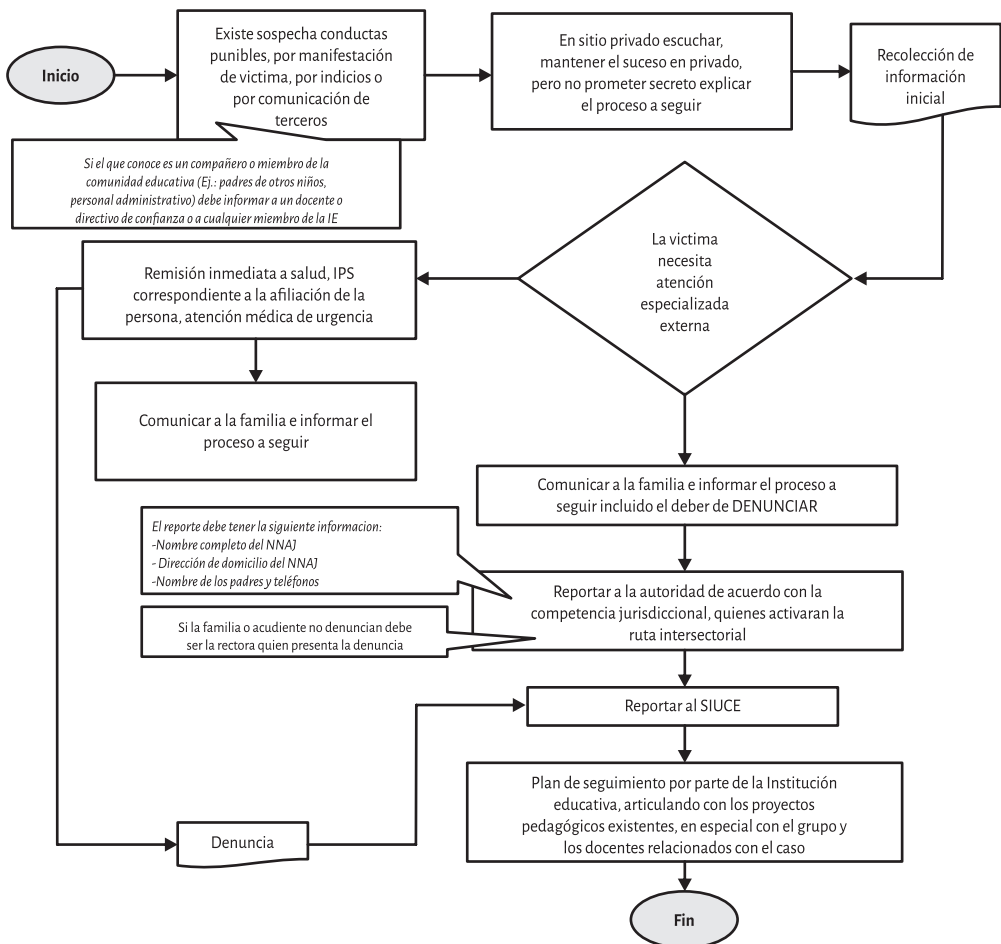 Inicio
Existe sospecha conductas
punibles, por manifestación
de victima, por indicios o
por comunicación de
terceros
En sitio privado escuchar,
mantener el suceso en privado,
pero no prometer secreto explicar
el proceso a seguir
Recolección de
información
inicial
Si el que conoce es un compañero o miembro de la
comunidad educativa (Ej.: padres de otros niños,
personal administrativo) debe informar a un docente o
directivo de confianza o a cualquier miembro de la IE
La victima
necesita
atención
especializada
externa
Remisión inmediata a salud, IPS
correspondiente a la afiliación de la
persona, atención médica de urgencia
Comunicar a la familia e informar el
proceso a seguir
Comunicar a la familia e informar el proceso a
seguir incluido el deber de DENUNCIAR
El reporte debe tener la siguiente informacion:
-Nombre completo del NNAJ
- Dirección de domicilio del NNAJ
-Nombre de los padres y teléfonos
Reportar a la autoridad de acuerdo con la
competencia jurisdiccional, quienes activaran la
ruta intersectorial
Si la familia o acudiente no denuncian debe
ser la rectora quien presenta la denuncia
Reportar al SIUCE
Plan de seguimiento por parte de la Institución
educativa, articulando con los proyectos
pedagógicos existentes, en especial con el grupo y
los docentes relacionados con el caso
Denuncia
Fin